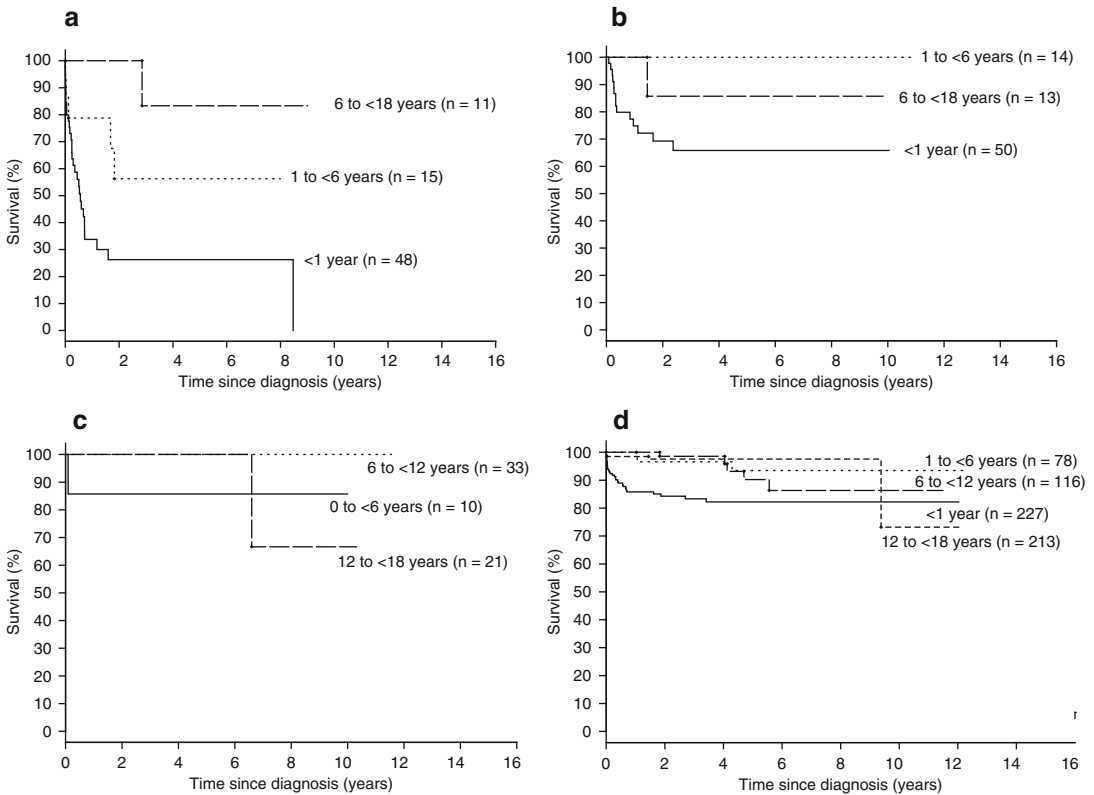 a
100
90
80
70
60
50
40
30
20
10
0
Survival (%)
6 to <18 years (n = 11)
1 to <6 years (n = 15)
<1 year (n = 48)
0 2 4 6 8 10 12 14 16
Time since diagnosis (years)
b
100
90
80
70
60
50
40
30
20
10
0
Survival (%)
1 to <6 years (n = 14)
6 to <18 years (n = 13)
<1 year (n = 50)
0 2 4 6 8 10 12 14 16
Time since diagnosis (years)
c
100
90
80
70
60
50
40
30
20
10
0
Survival (%)
6 to <12 years (n = 33)
0 to <6 years (n = 10)
12 to <18 years (n = 21)
0 2 4 6 8 10 12 14 16
Time since diagnosis (years)
d
100
90
80
70
60
50
40
30
20
10
0
Survival (%)
1 to <6 years (n = 78)
6 to <12 years (n = 116)
<1 year (n = 227)
12 to <18 years (n = 213)
0 2 4 6 8 10 12 14 16
Time since diagnosis (years)